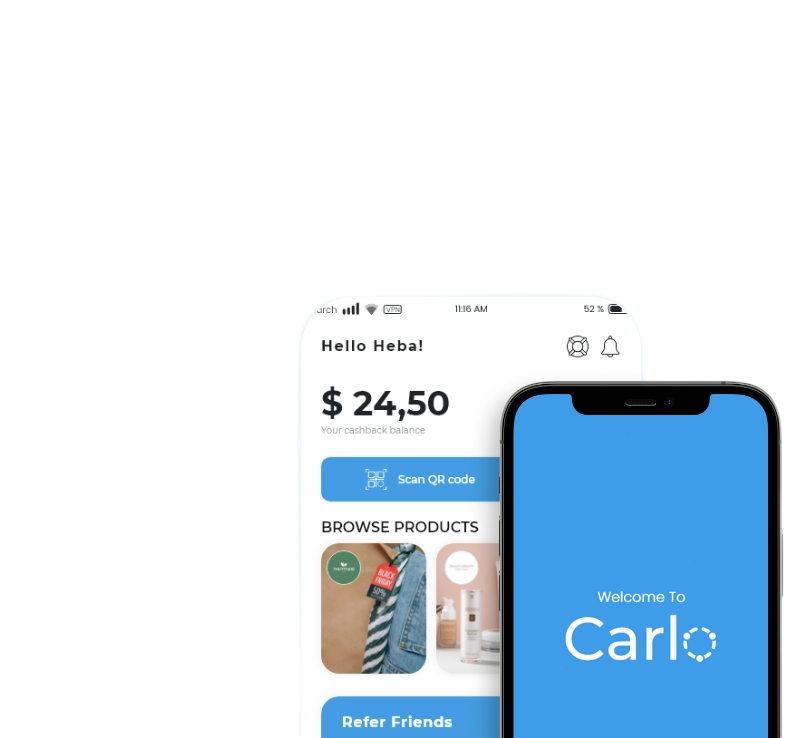 arch VPN 11:16 AM 52 %
Hello Heba!
$ 24,50
Your cashback balance
Scan QR code
BROWSE PRODUCTS
BLACK
FRIDAY
50%
Refer Friends
Welcome To
Carlo